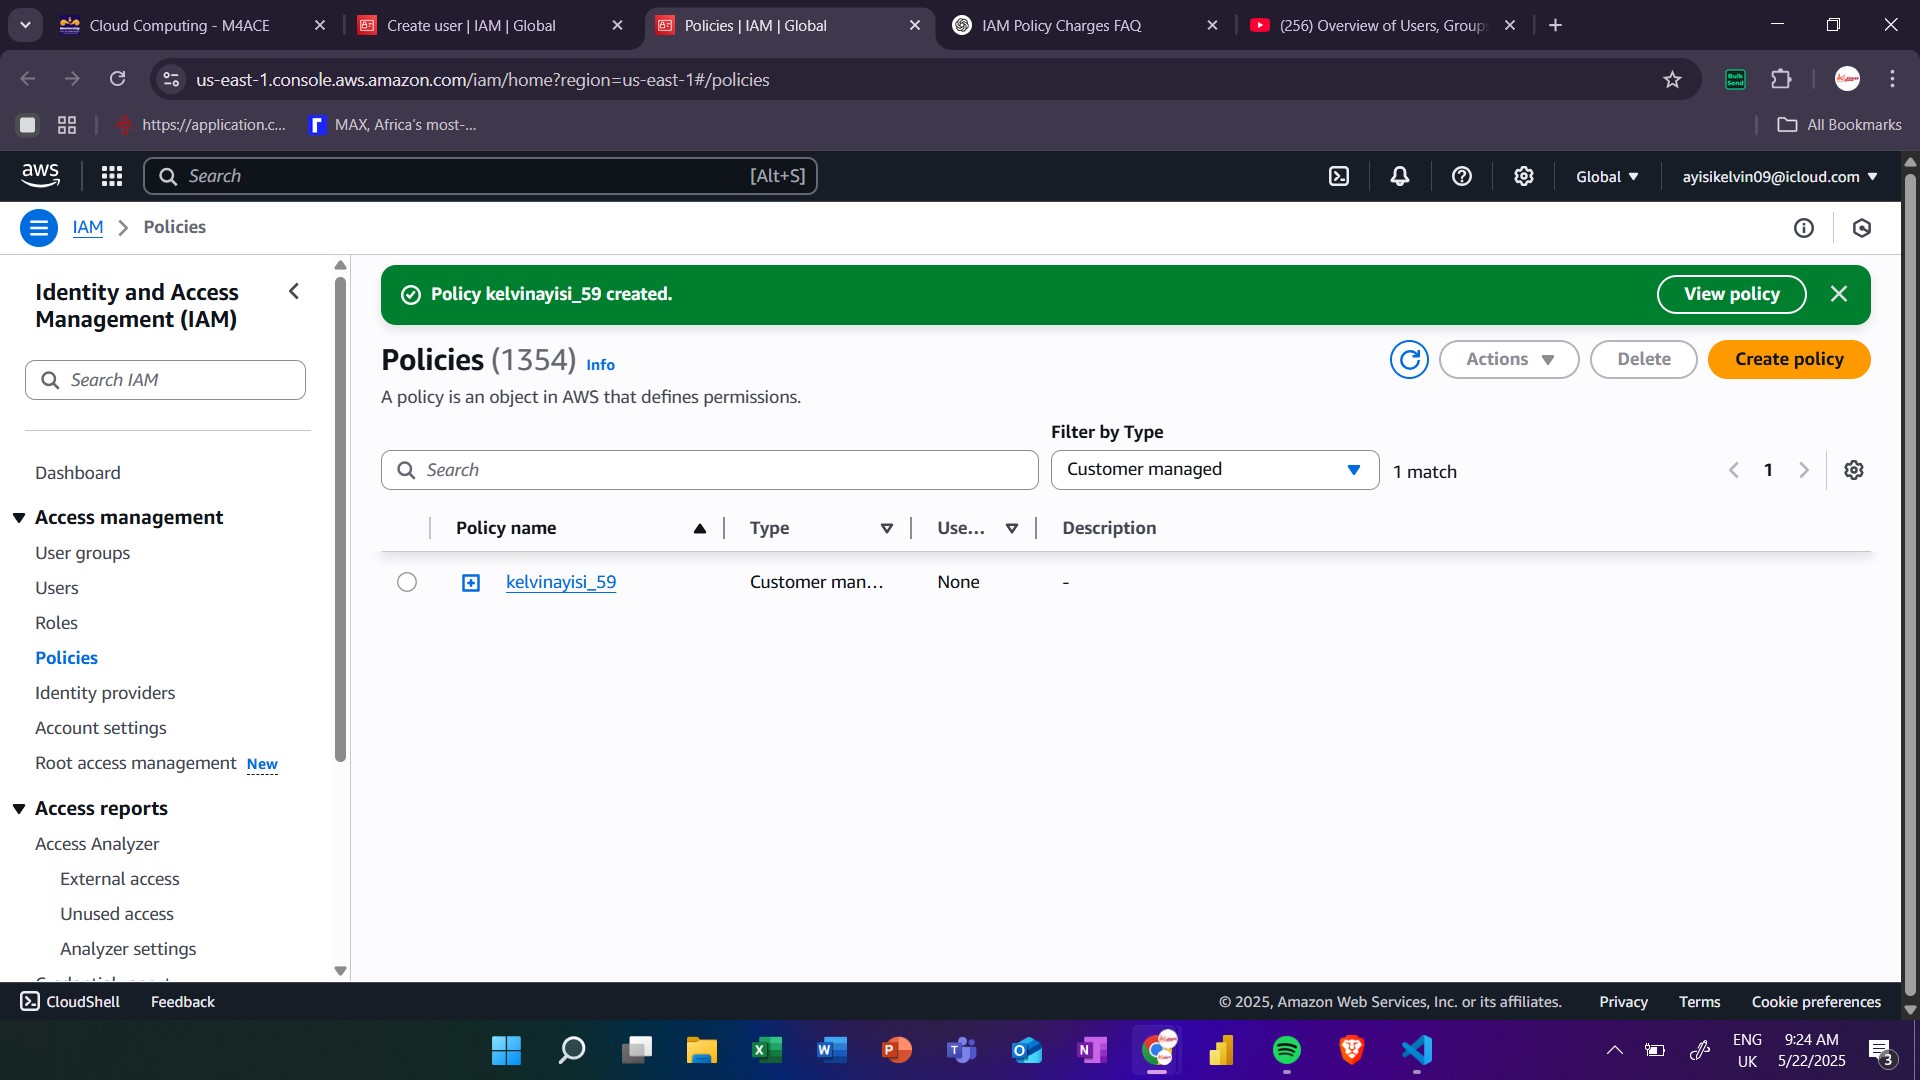 Cloud Computing - M4ACE
Create user | IAM | Global
Policies | IAM | Global
IAM Policy Charges FAQ
(256) Overview of Users, Group
us-east-1.console.aws.amazon.com/iam/home?region=us-east-1#/policies
Bulk
Send
https://application.c...
MAX, Africa's most-...
All Bookmarks
aws
Search
[Alt+S]
Global
ayisikelvin09@icloud.com
IAM
Policies
Identity and Access
Management (IAM)
Search IAM
Dashboard
Access management
User groups
Users
Roles
Policies
Identity providers
Account settings
Root access management New
Access reports
Access Analyzer
External access
Unused access
Analyzer settings
Policy kelvinayisi_59 created.
View policy
Policies (1354) Info
Actions
Delete
Create policy
A policy is an object in AWS that defines permissions.
Filter by Type
Search
Customer managed
1 match
1
Policy name
Type
Use...
Description
kelvinayisi_59
Customer man...
None
-
CloudShell
Feedback
© 2025, Amazon Web Services, Inc. or its affiliates.
Privacy
Terms
Cookie preferences
ENG
UK
9:24 AM
5/22/2025
3